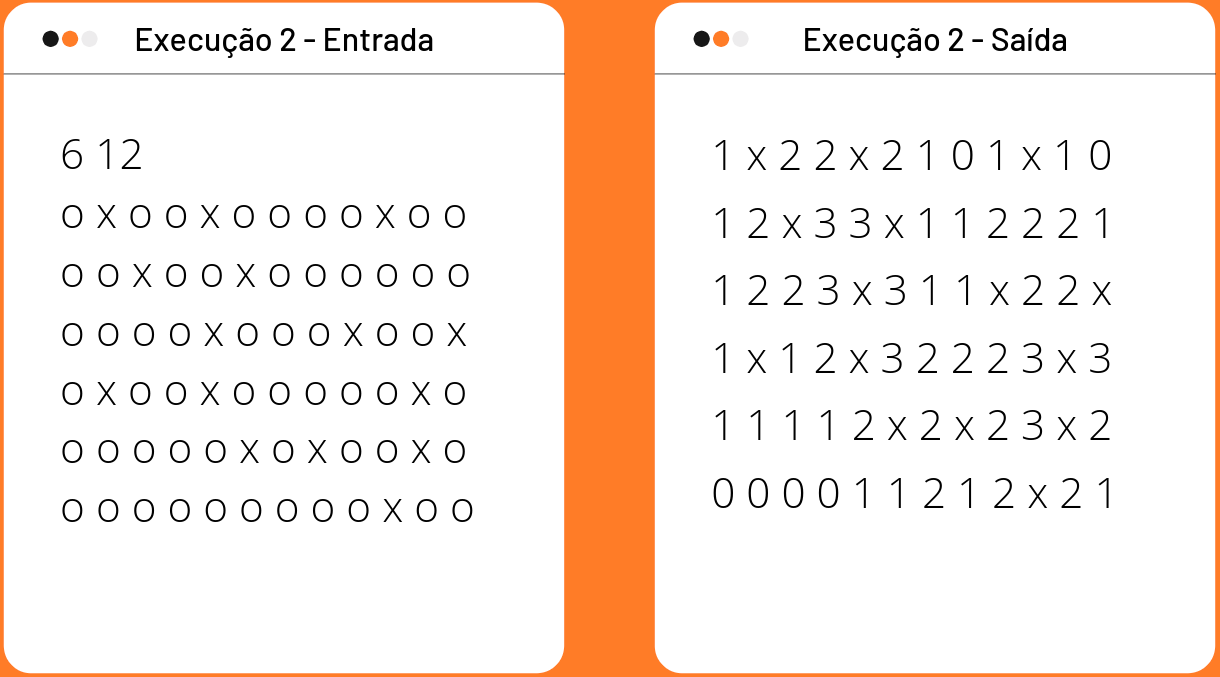 Execução 2 - Entrada
6 12
o x o o x o o o o x o o
o o x o o x o o o o o o
o o o o x o o o x o o x
o x o o x o o o o o x o
o o o o o x o x o o x o
o o o o o o o o o x o o
Execução 2 - Saída
1 x 2 2 x 2 1 0 1 x 1 0
1 2 x 3 3 x 1 1 2 2 2 1
1 2 2 3 x 3 1 1 x 2 2 x
1 x 1 2 x 3 2 2 2 3 x 3
1 1 1 1 2 x 2 x 2 3 x 2
0 0 0 0 1 1 2 1 2 x 2 1